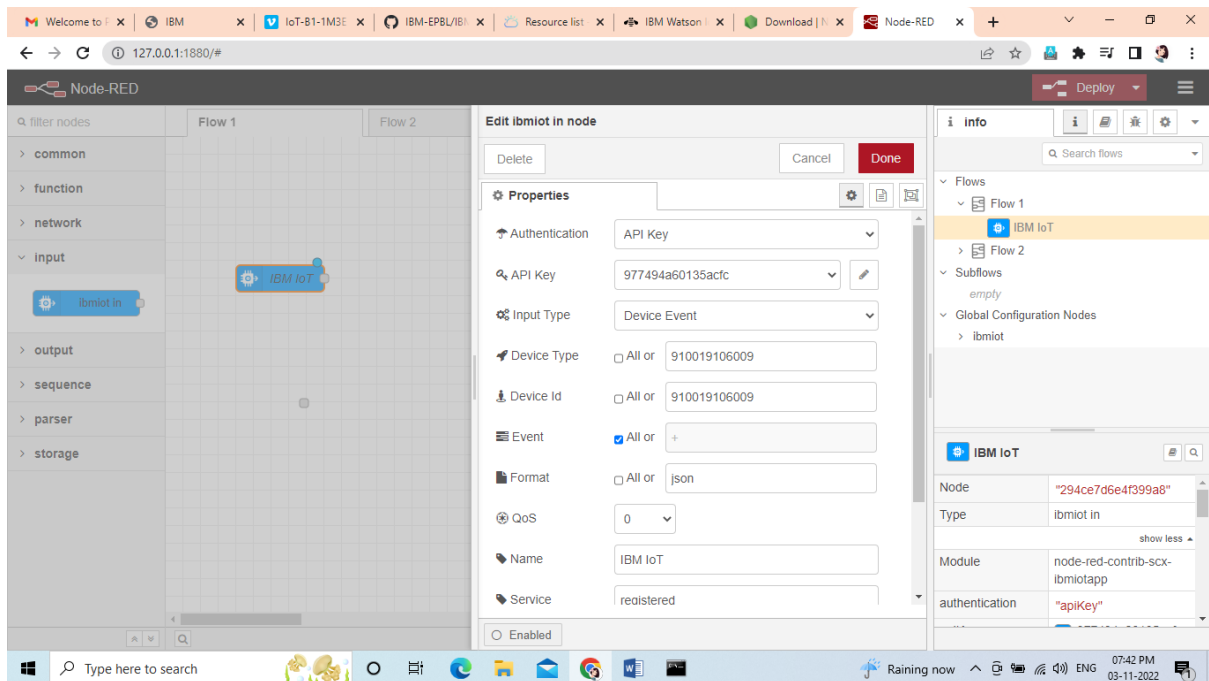 Welcome to P
IBM
IoT-B1-1M3E
IBM-EPBL/IBM
Resource list
IBM Watson I
Download | N
Node-RED
127.0.0.1:1880/#
Node-RED
Deploy
filter nodes
Flow 1
Flow 2
common
function
network
input
ibmiot in
output
sequence
parser
storage
IBM IoT
Edit ibmiot in node
Delete
Cancel
Done
Properties
Authentication
API Key
API Key
977494a60135acfc
Input Type
Device Event
Device Type
All or
910019106009
Device Id
All or
910019106009
Event
All or
+
Format
All or
json
QoS
0
Name
IBM IoT
Service
registered
Enabled
i info
i
Search flows
Flows
Flow 1
IBM IoT
Flow 2
Subflows
empty
Global Configuration Nodes
ibmiot
IBM IoT
Node "294ce7d6e4f399a8"
Type ibmiot in
show less
Module node-red-contrib-scx-
ibmiotapp
authentication "apiKey"
Type here to search
Raining now
ENG
07:42 PM
03-11-2022